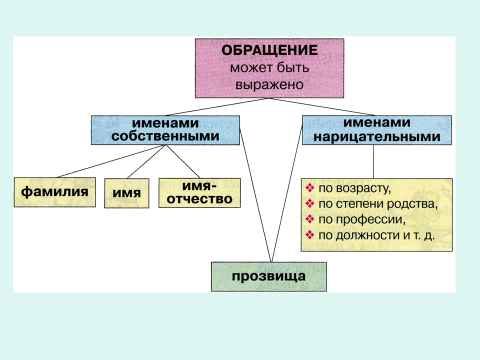 ОБРАЩЕНИЕ
может быть
выражено
именами
собственными
именами
нарицательными
фамилия
имя
имя-
отчество
❖ по возрасту,
❖ по степени родства,
❖ по профессии,
❖ по должности и т. д.
прозвища